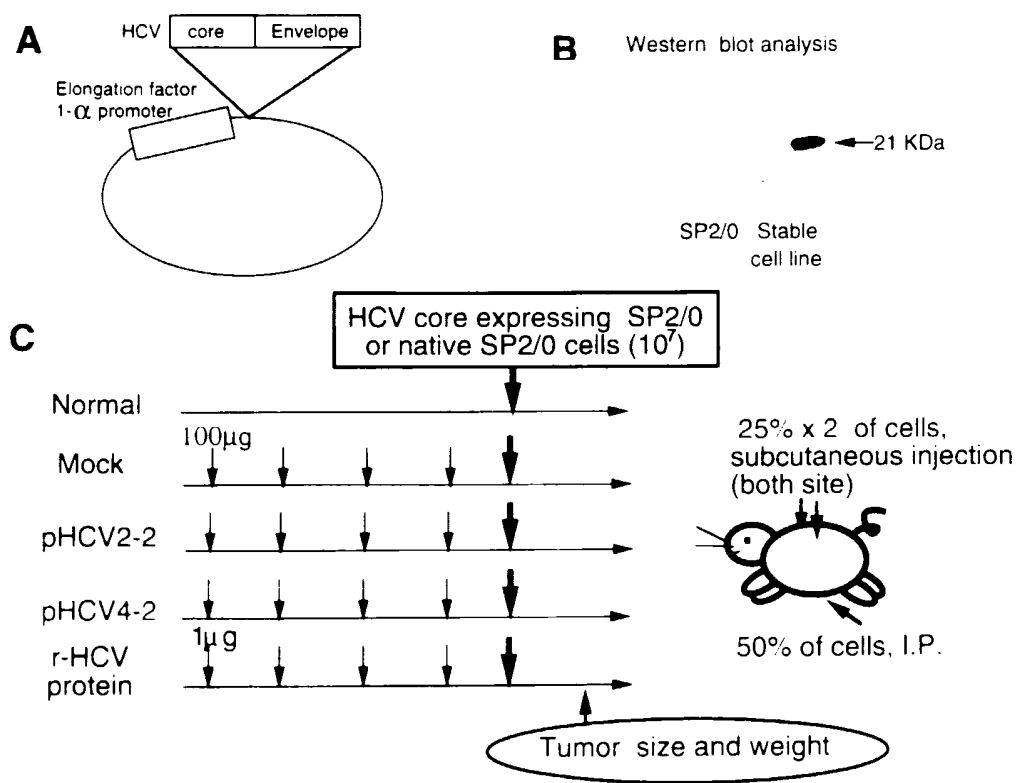 A
HCV core Envelope
Elongation factor
1-α promoter
B
Western blot analysis
21 KDa
SP2/0 Stable
cell line
C
HCV core expressing SP2/0
or native SP2/0 cells (10⁷)
Normal
100μg
Mock
pHCV2-2
pHCV4-2
1μg
r-HCV
protein
25% x 2 of cells,
subcutaneous injection
(both site)
50% of cells, I.P.
Tumor size and weight